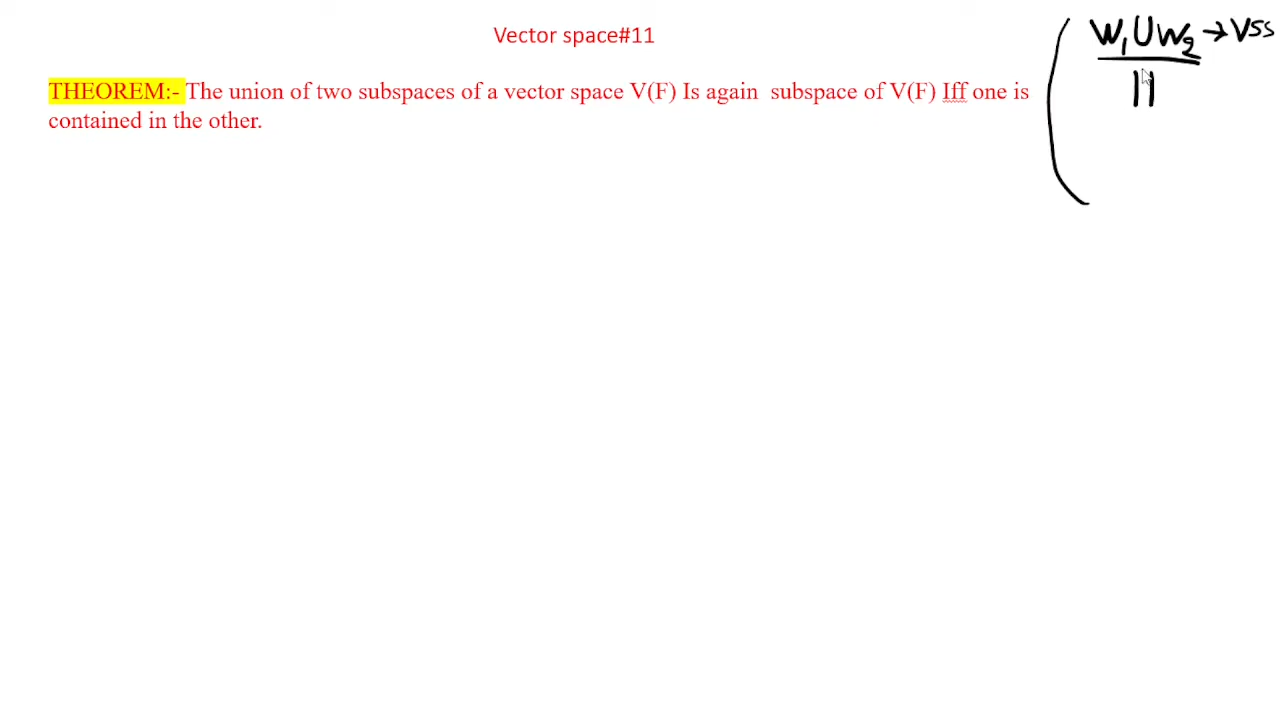 Vector space#11
THEOREM:- The union of two subspaces of a vector space V(F) Is again  subspace of V(F) Iff one is
contained in the other.
W₁UW₂→VSS